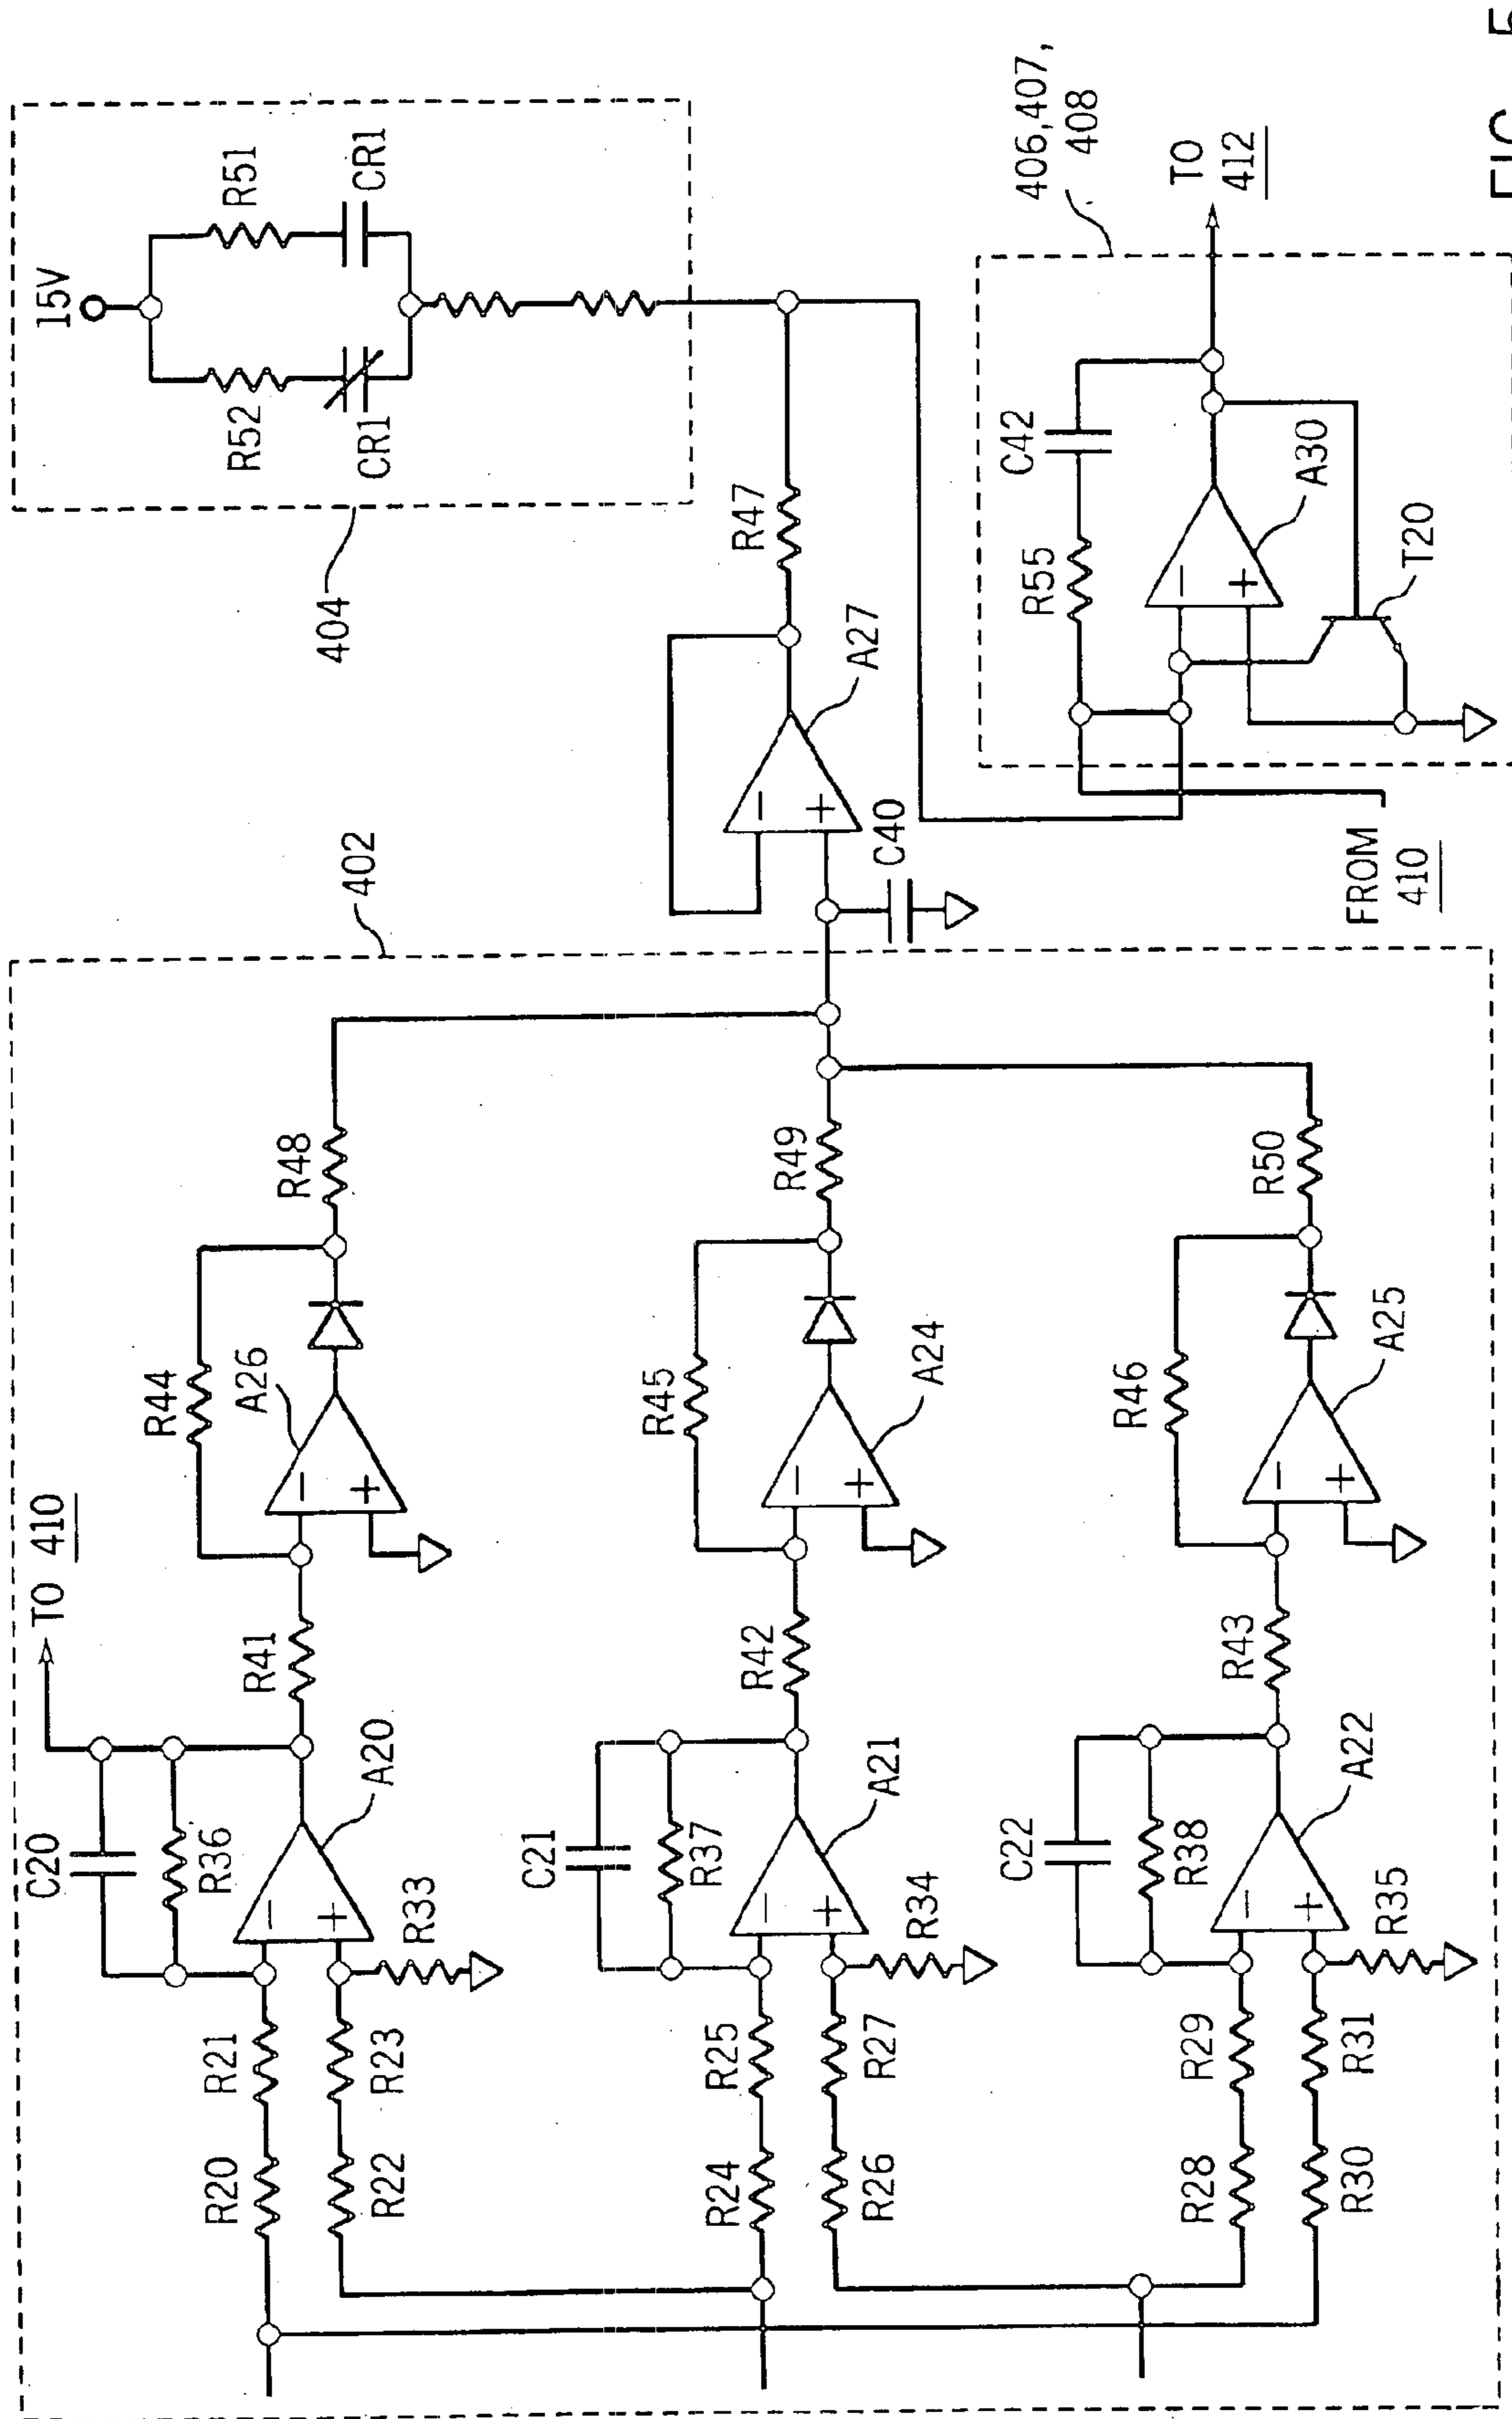 TO 410
C20
R36
R44
A26
R20
R21
R41
R48
A20
R22
R23
R33
C21
R37
R45
R24
R25
R42
R49
A21
A24
R26
R27
R34
C22
R38
R46
R28
R29
R43
R50
A22
A25
R30
R31
R35
402
404
15V
R52
R51
CR1
CR1
R47
A27
C40
406,407,
408
R55
C42
A30
T20
TO
412
FROM
410
FIG. 5
− + − + − + − + − + − + − + − +